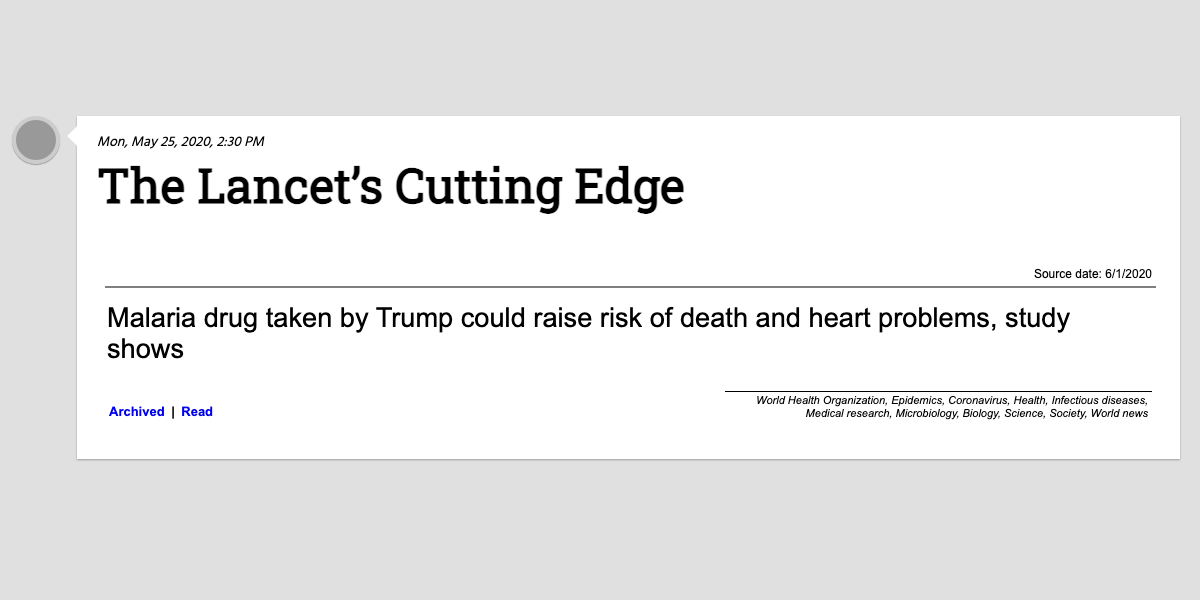 Mon, May 25, 2020, 2:30 PM
The Lancet’s Cutting Edge
Source date: 6/1/2020
Malaria drug taken by Trump could raise risk of death and heart problems, study
shows
World Health Organization, Epidemics, Coronavirus, Health, Infectious diseases,
Medical research, Microbiology, Biology, Science, Society, World news
Archived | Read